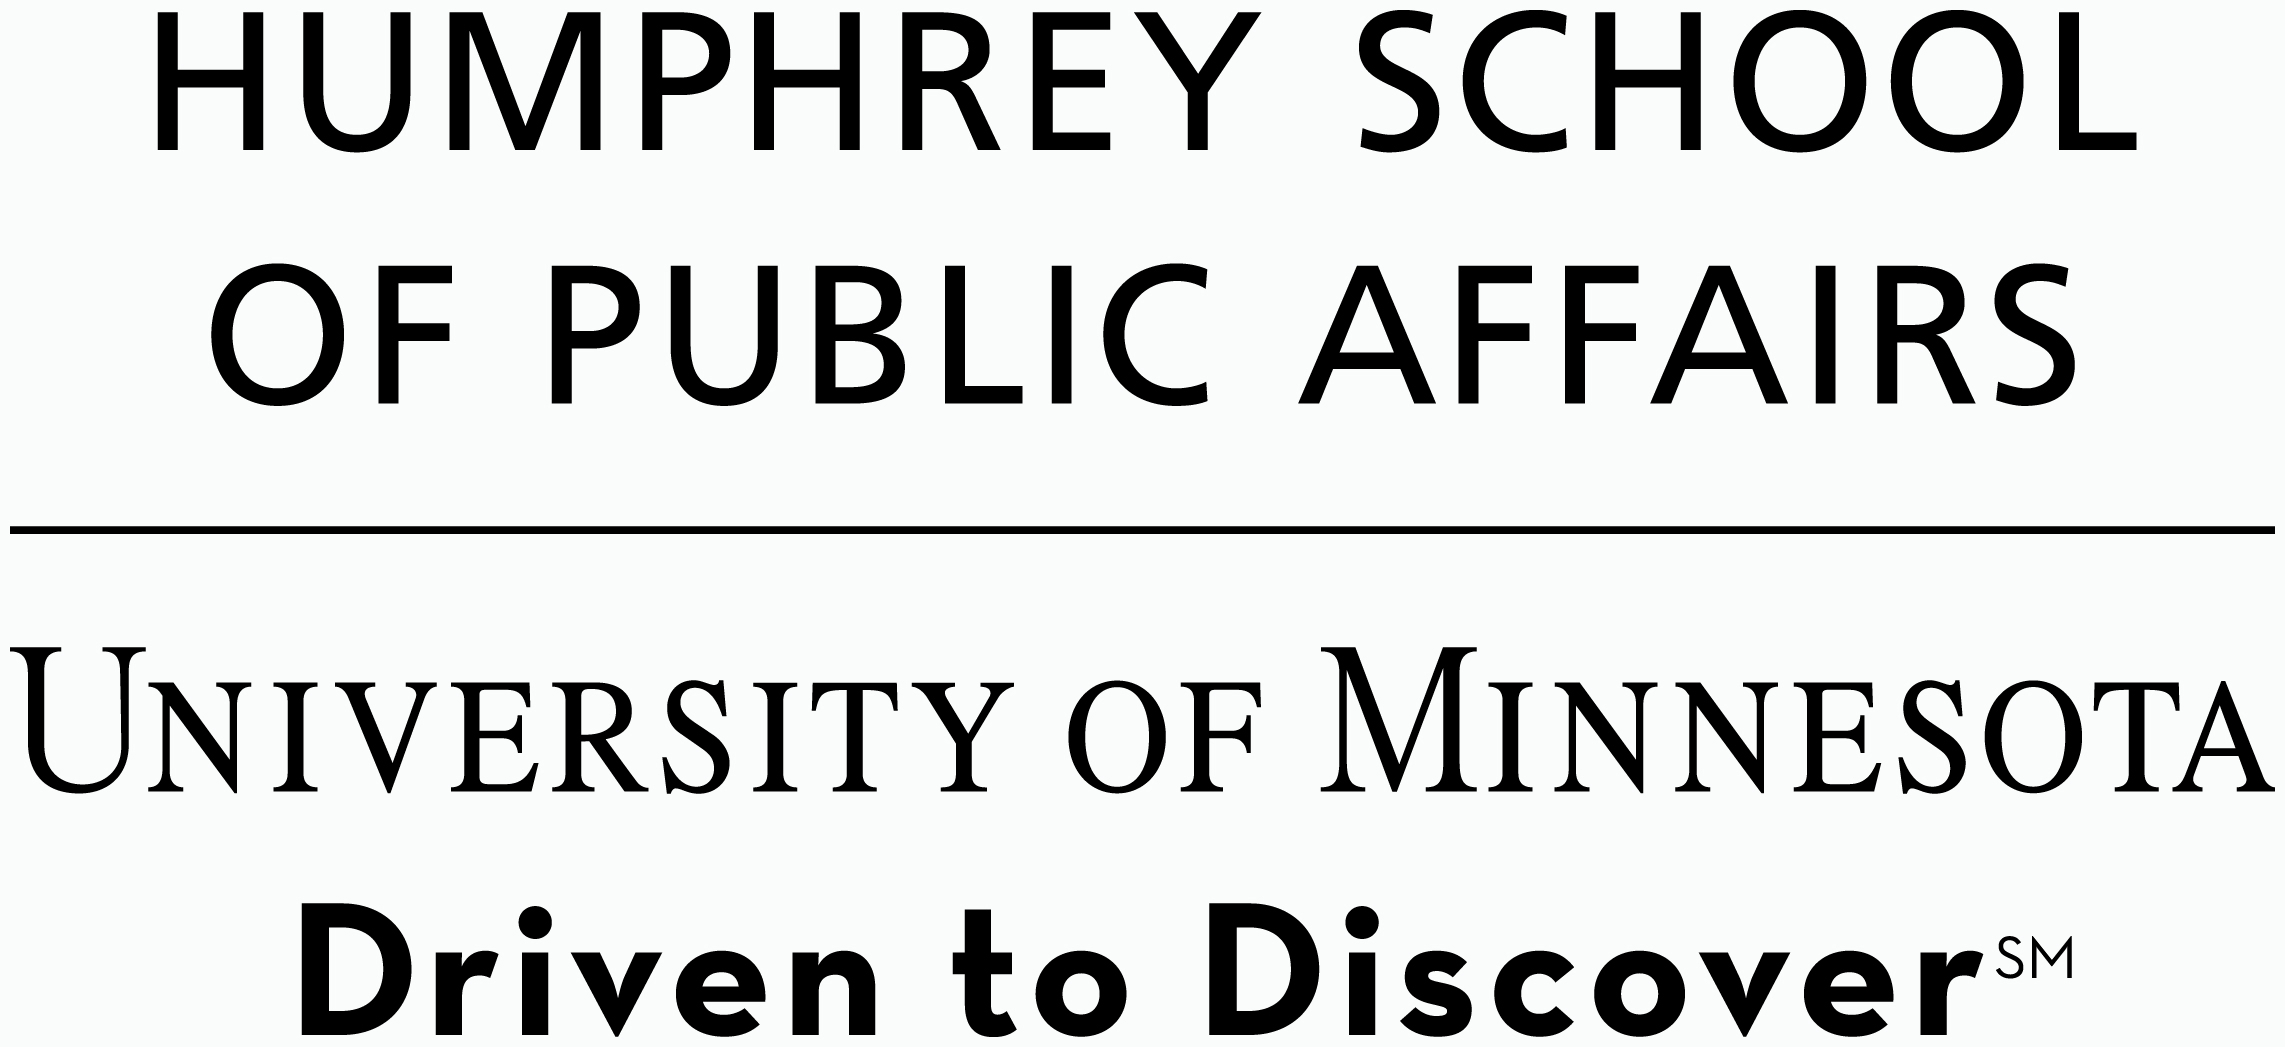 HUMPHREY SCHOOL
OF PUBLIC AFFAIRS
UNIVERSITY OF MINNESOTA
Driven to Discover℠